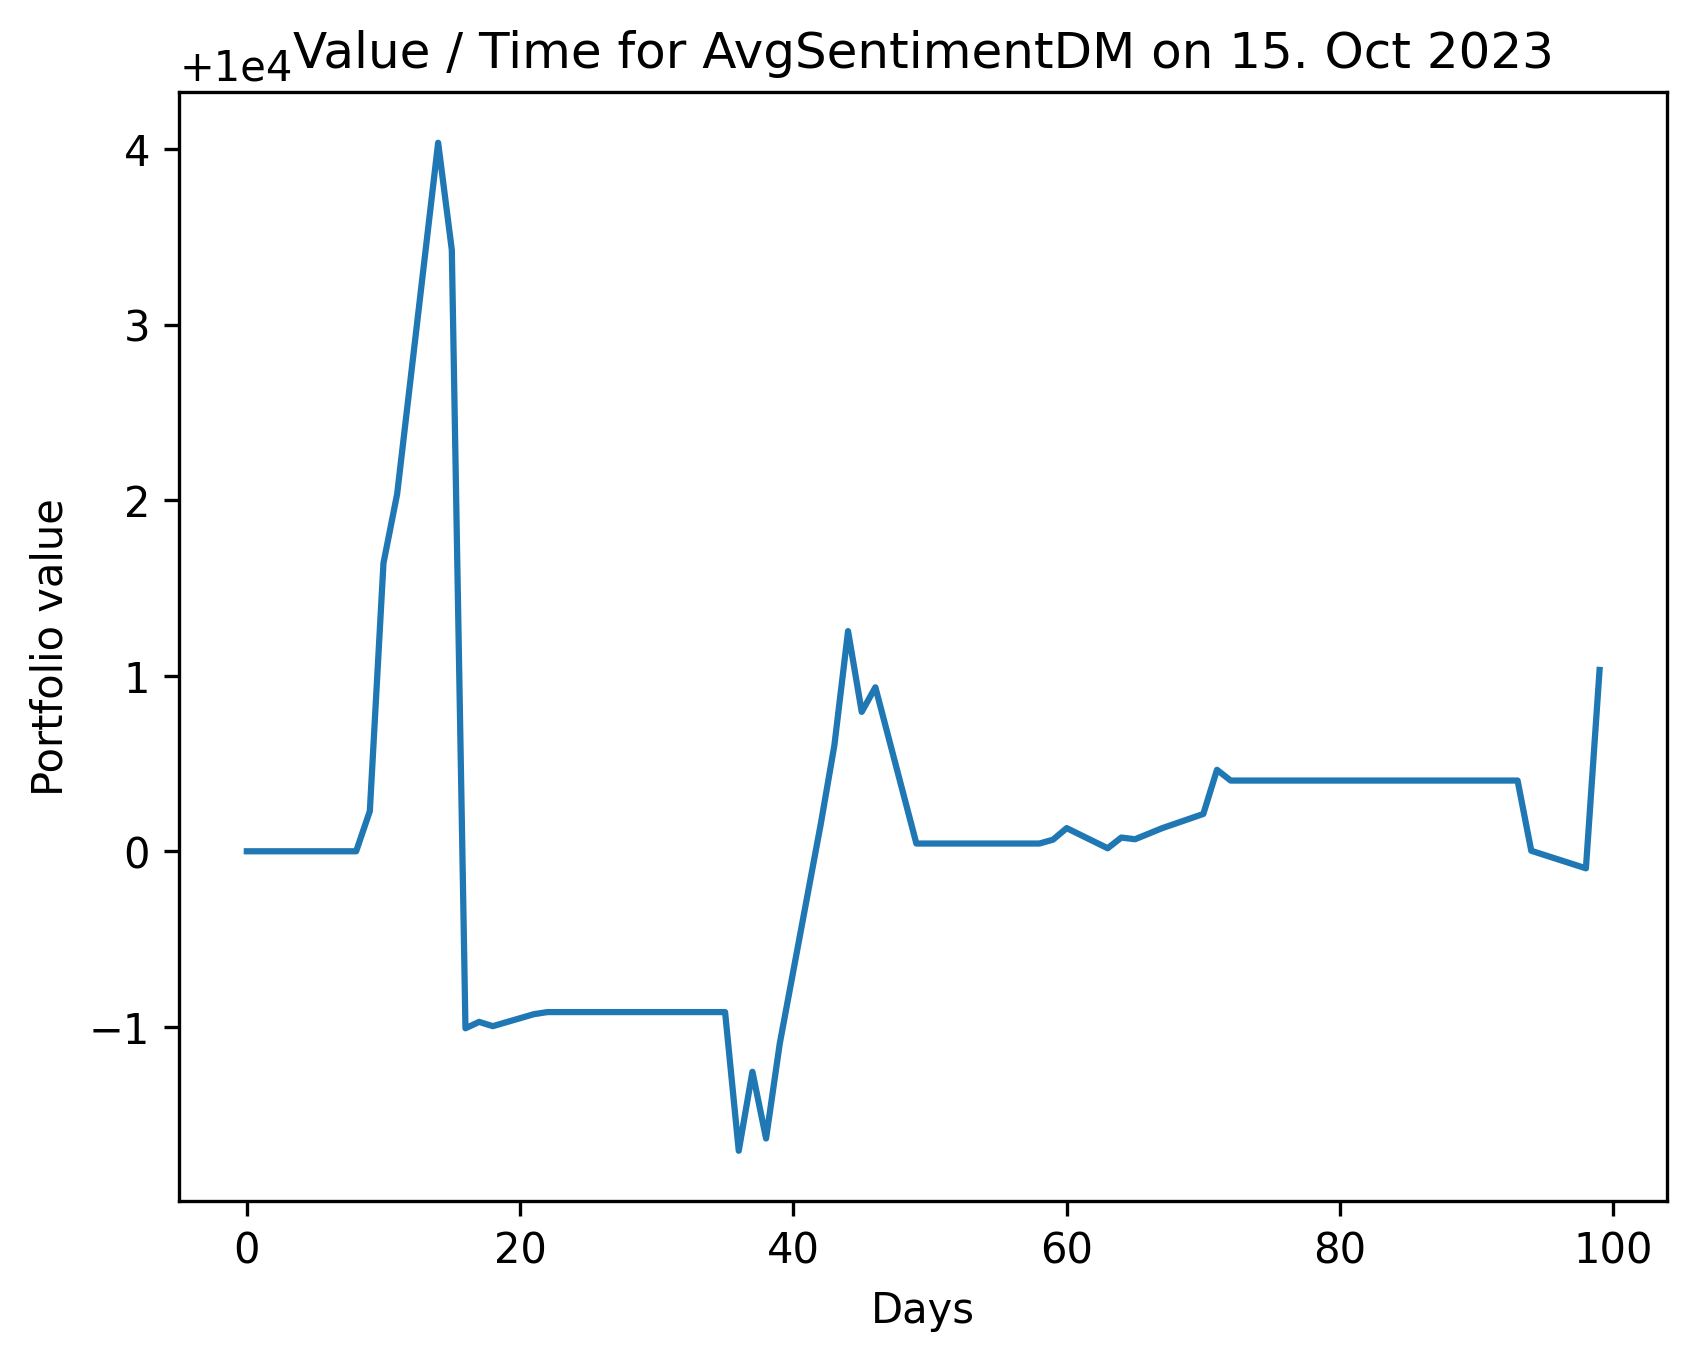 Value / Time for AvgSentimentDM on 15. Oct 2023
+1e4
4
3
2
1
0
−1
Portfolio value
0 20 40 60 80 100
Days